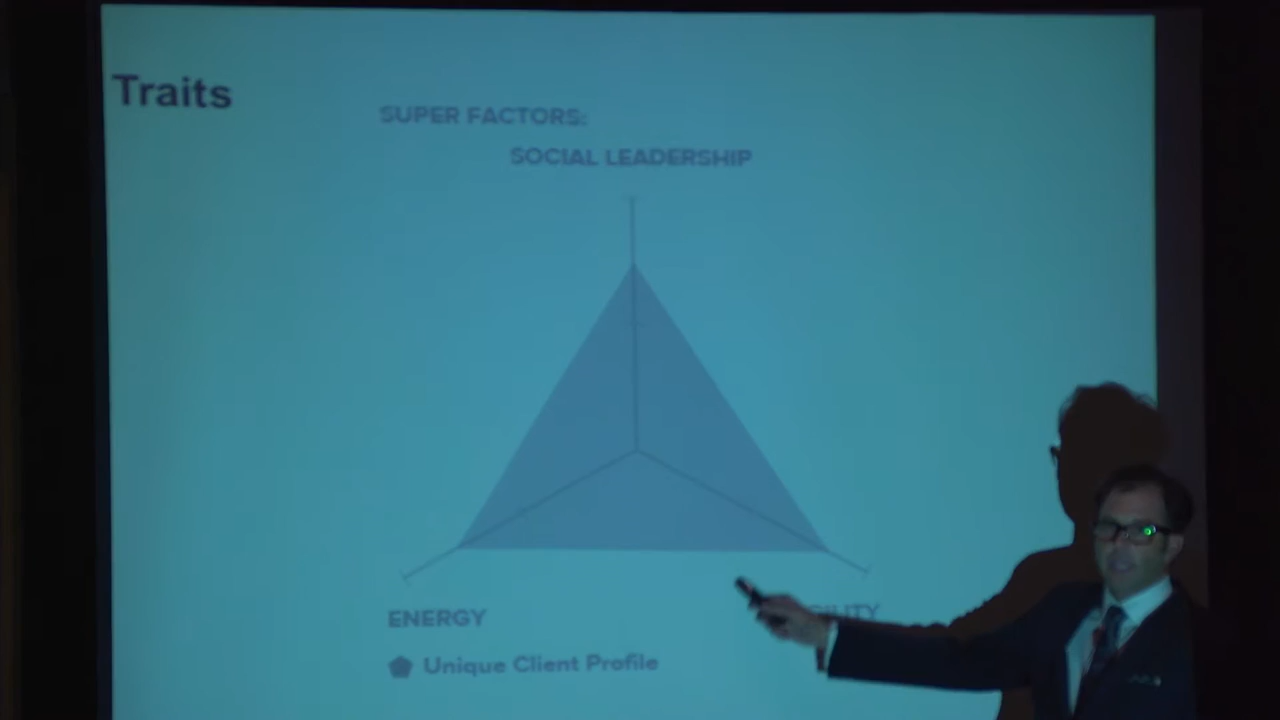 Traits
SUPER FACTORS:
SOCIAL LEADERSHIP
ENERGY
Unique Client Profile